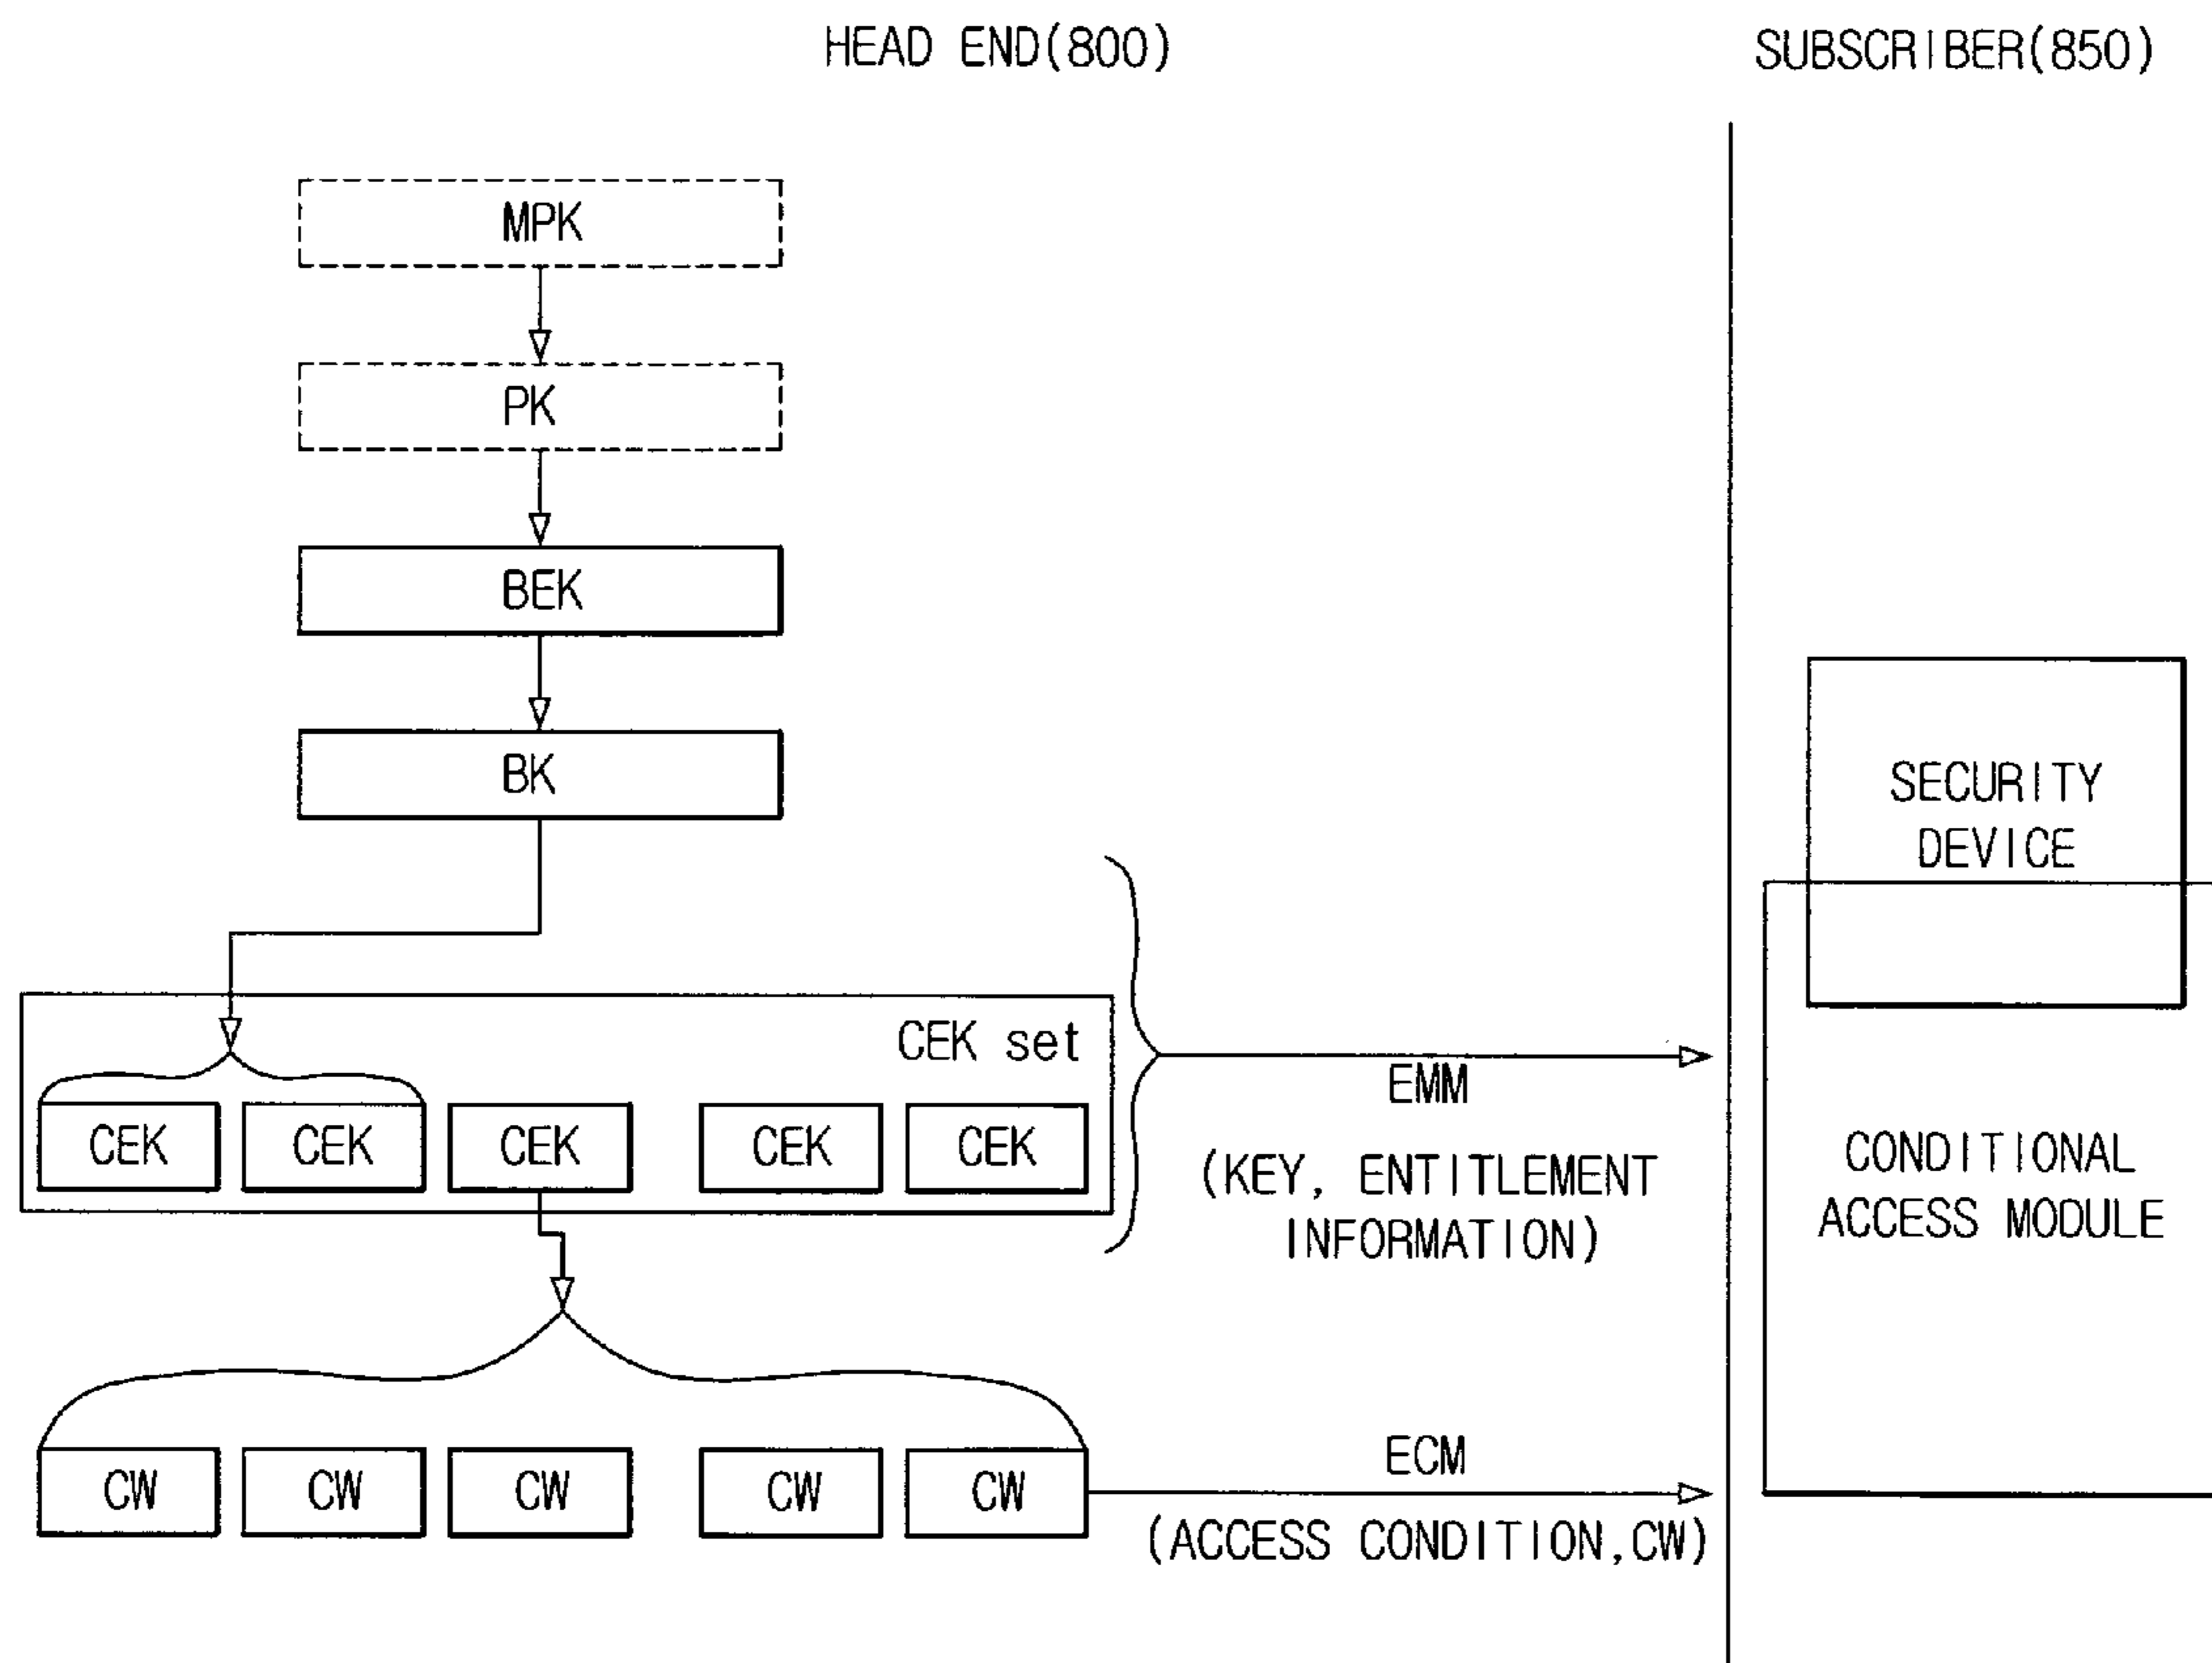 HEAD END(800)
SUBSCRIBER(850)
MPK
PK
BEK
BK
SECURITY
DEVICE
CEK set
CEK CEK CEK CEK CEK
EMM
(KEY, ENTITLEMENT
INFORMATION)
CONDITIONAL
ACCESS MODULE
CW CW CW CW CW
ECM
(ACCESS CONDITION,CW)